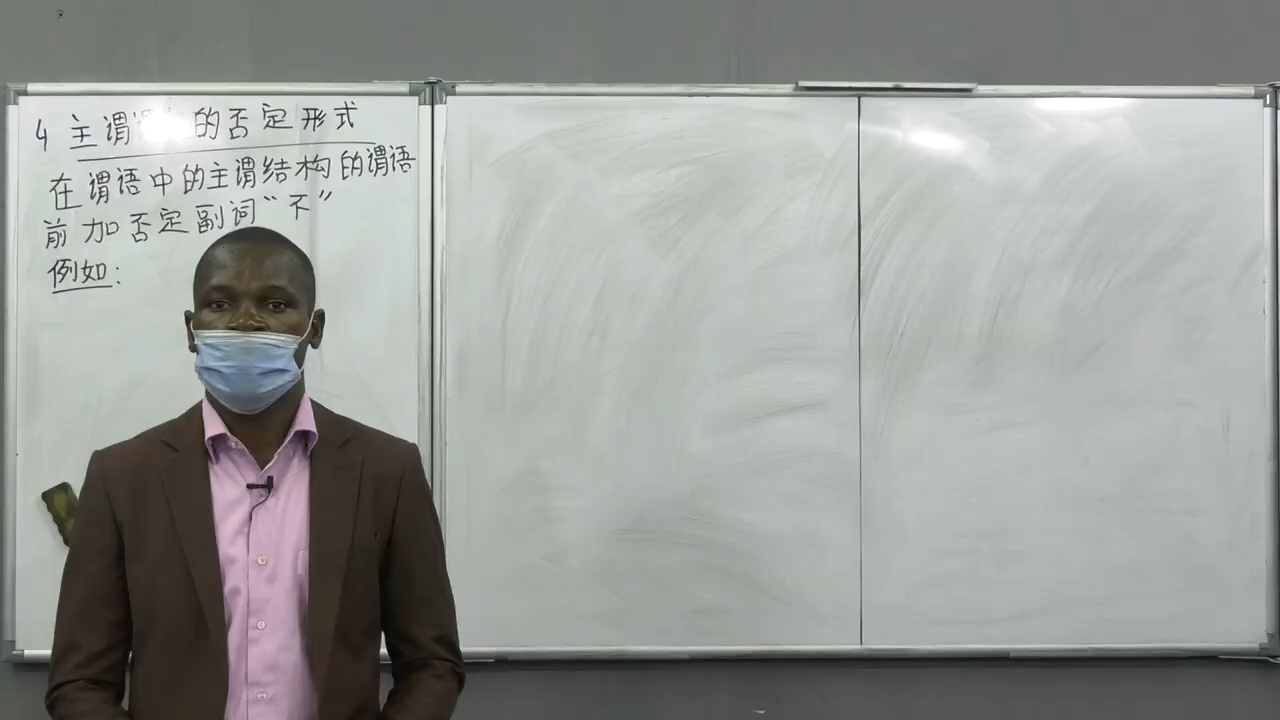 4 主谓的否定形式
在谓语中的主谓结构的谓语
前加否定副词“不”
例如: